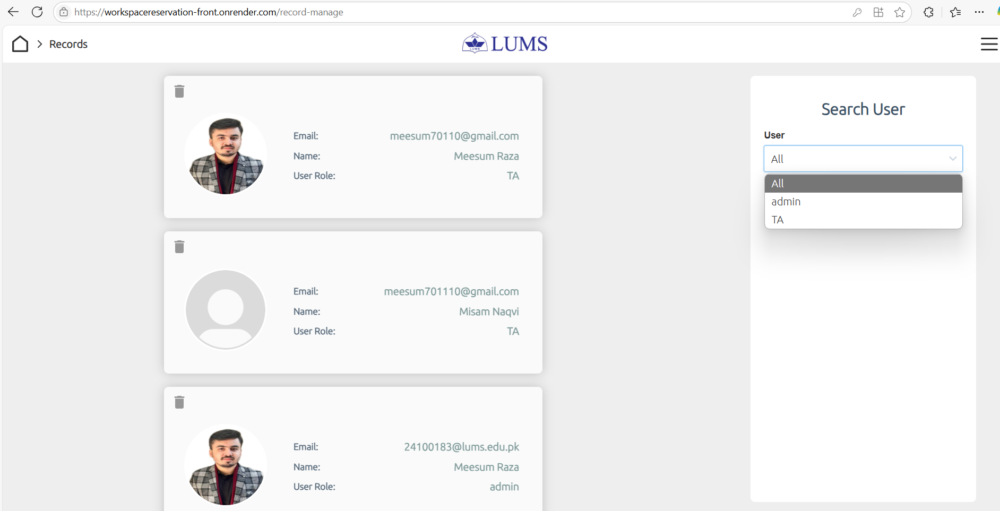 https://workspacereservation-front.onrender.com/record-manage
Records
LUMS
LUMS
Email: meesum70110@gmail.com
Name: Meesum Raza
User Role: TA
Email: meesum701110@gmail.com
Name: Misam Naqvi
User Role: TA
Email: 24100183@lums.edu.pk
Name: Meesum Raza
User Role: admin
Search User
User
All
All
admin
TA